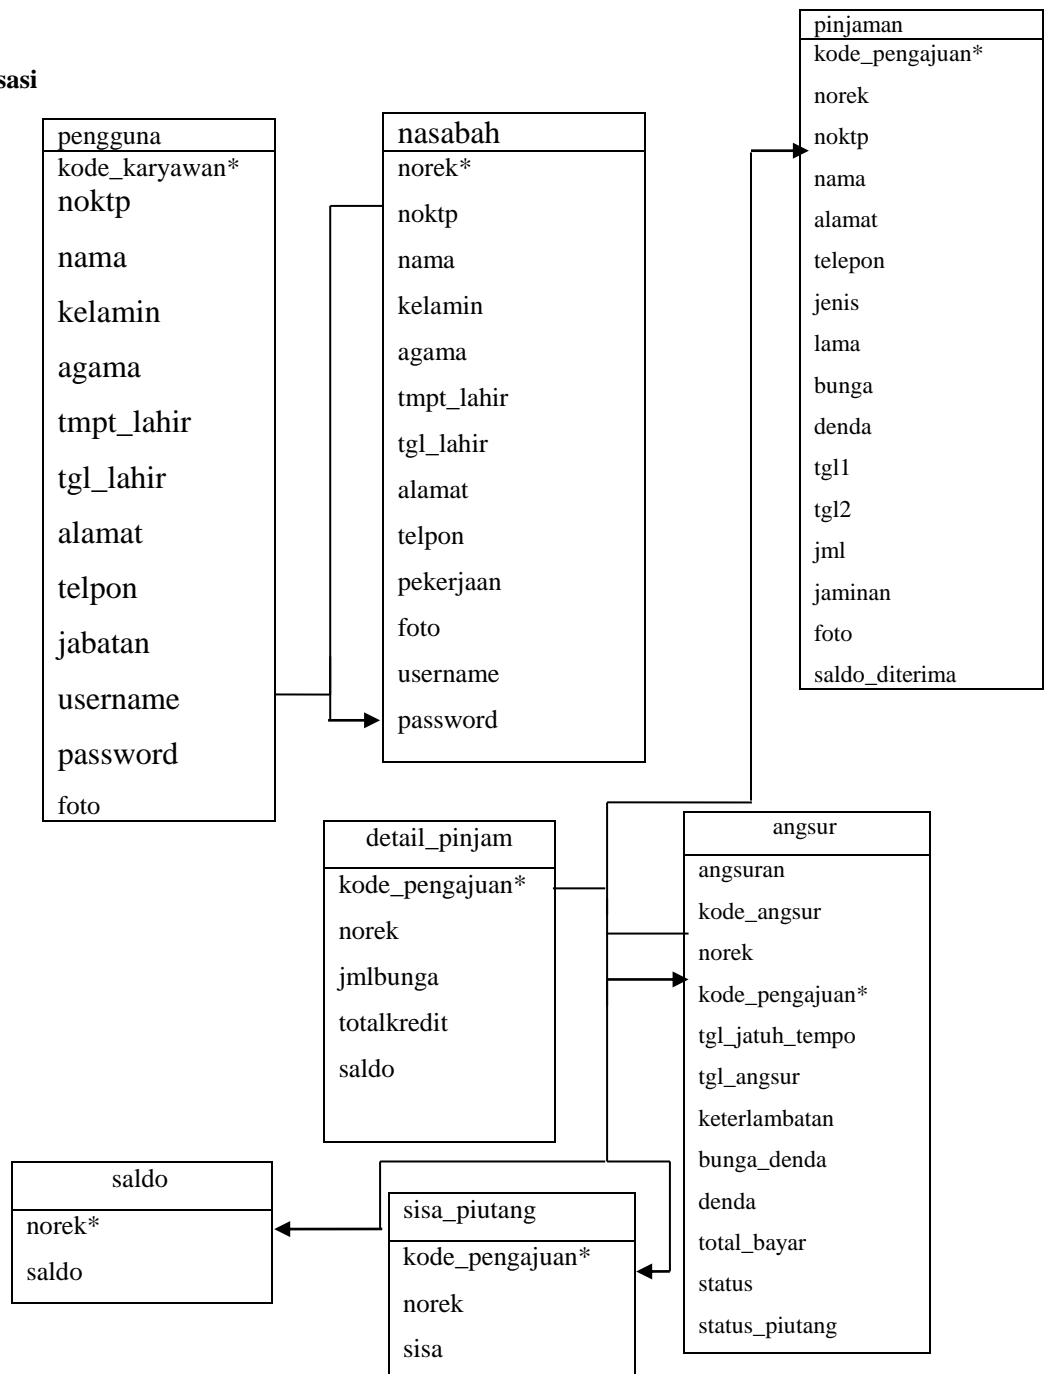 sasi
pengguna
kode_karyawan*
noktp
nama
kelamin
agama
tmpt_lahir
tgl_lahir
alamat
telpon
jabatan
username
password
foto
nasabah
norek*
noktp
nama
kelamin
agama
tmpt_lahir
tgl_lahir
alamat
telpon
pekerjaan
foto
username
password
pinjaman
kode_pengajuan*
norek
noktp
nama
alamat
telepon
jenis
lama
bunga
denda
tgl1
tgl2
jml
jaminan
foto
saldo_diterima
detail_pinjam
kode_pengajuan*
norek
jmlbunga
totalkredit
saldo
angsur
angsuran
kode_angsur
norek
kode_pengajuan*
tgl_jatuh_tempo
tgl_angsur
keterlambatan
bunga_denda
denda
total_bayar
status
status_piutang
saldo
norek*
saldo
sisa_piutang
kode_pengajuan*
norek
sisa